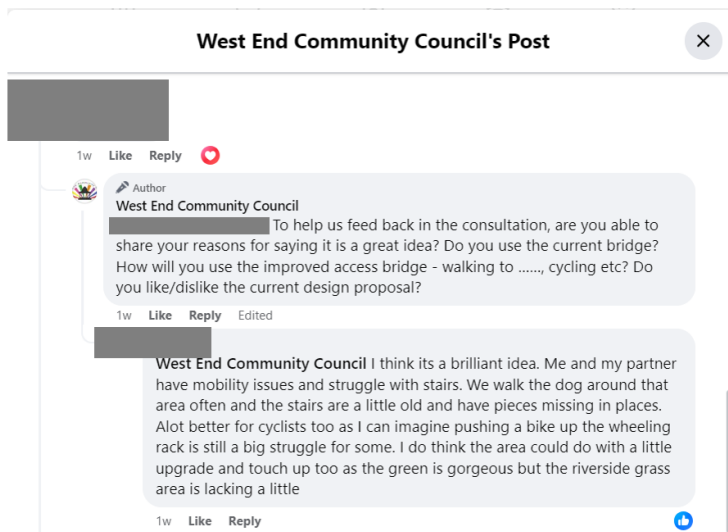 West End Community Council's Post
1w Like Reply
Author
West End Community Council
To help us feed back in the consultation, are you able to
share your reasons for saying it is a great idea? Do you use the current bridge?
How will you use the improved access bridge - walking to ......, cycling etc? Do
you like/dislike the current design proposal?
1w Like Reply Edited
West End Community Council I think its a brilliant idea. Me and my partner
have mobility issues and struggle with stairs. We walk the dog around that
area often and the stairs are a little old and have pieces missing in places.
Alot better for cyclists too as I can imagine pushing a bike up the wheeling
rack is still a big struggle for some. I do think the area could do with a little
upgrade and touch up too as the green is gorgeous but the riverside grass
area is lacking a little
1w Like Reply